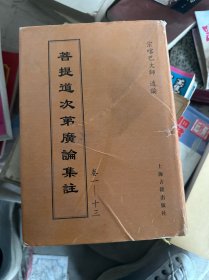 宗喀巴大師 造論
菩提道次第廣論集註
卷一——十三
上海古籍出版社